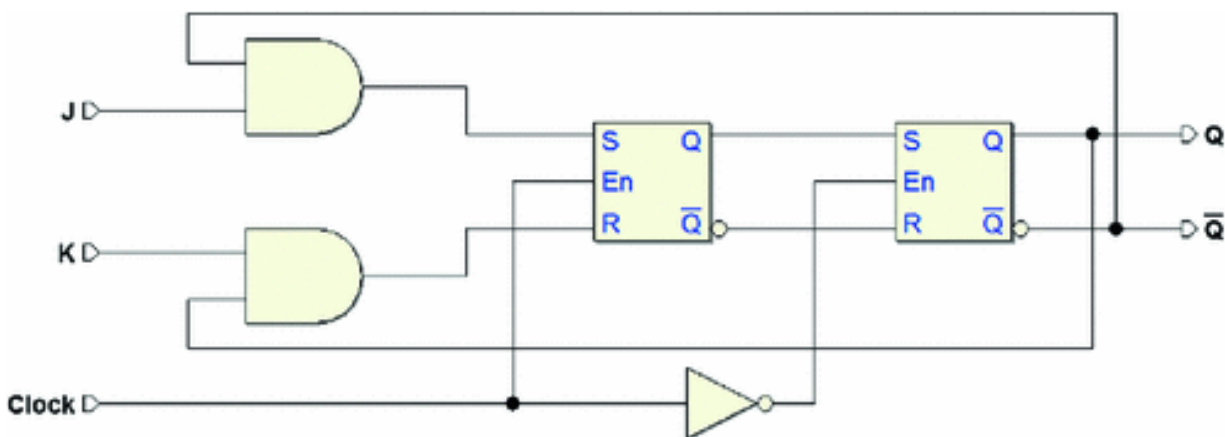 J
S Q S Q Q
En En
K R Q̅ R Q̅ Q̅
Clock